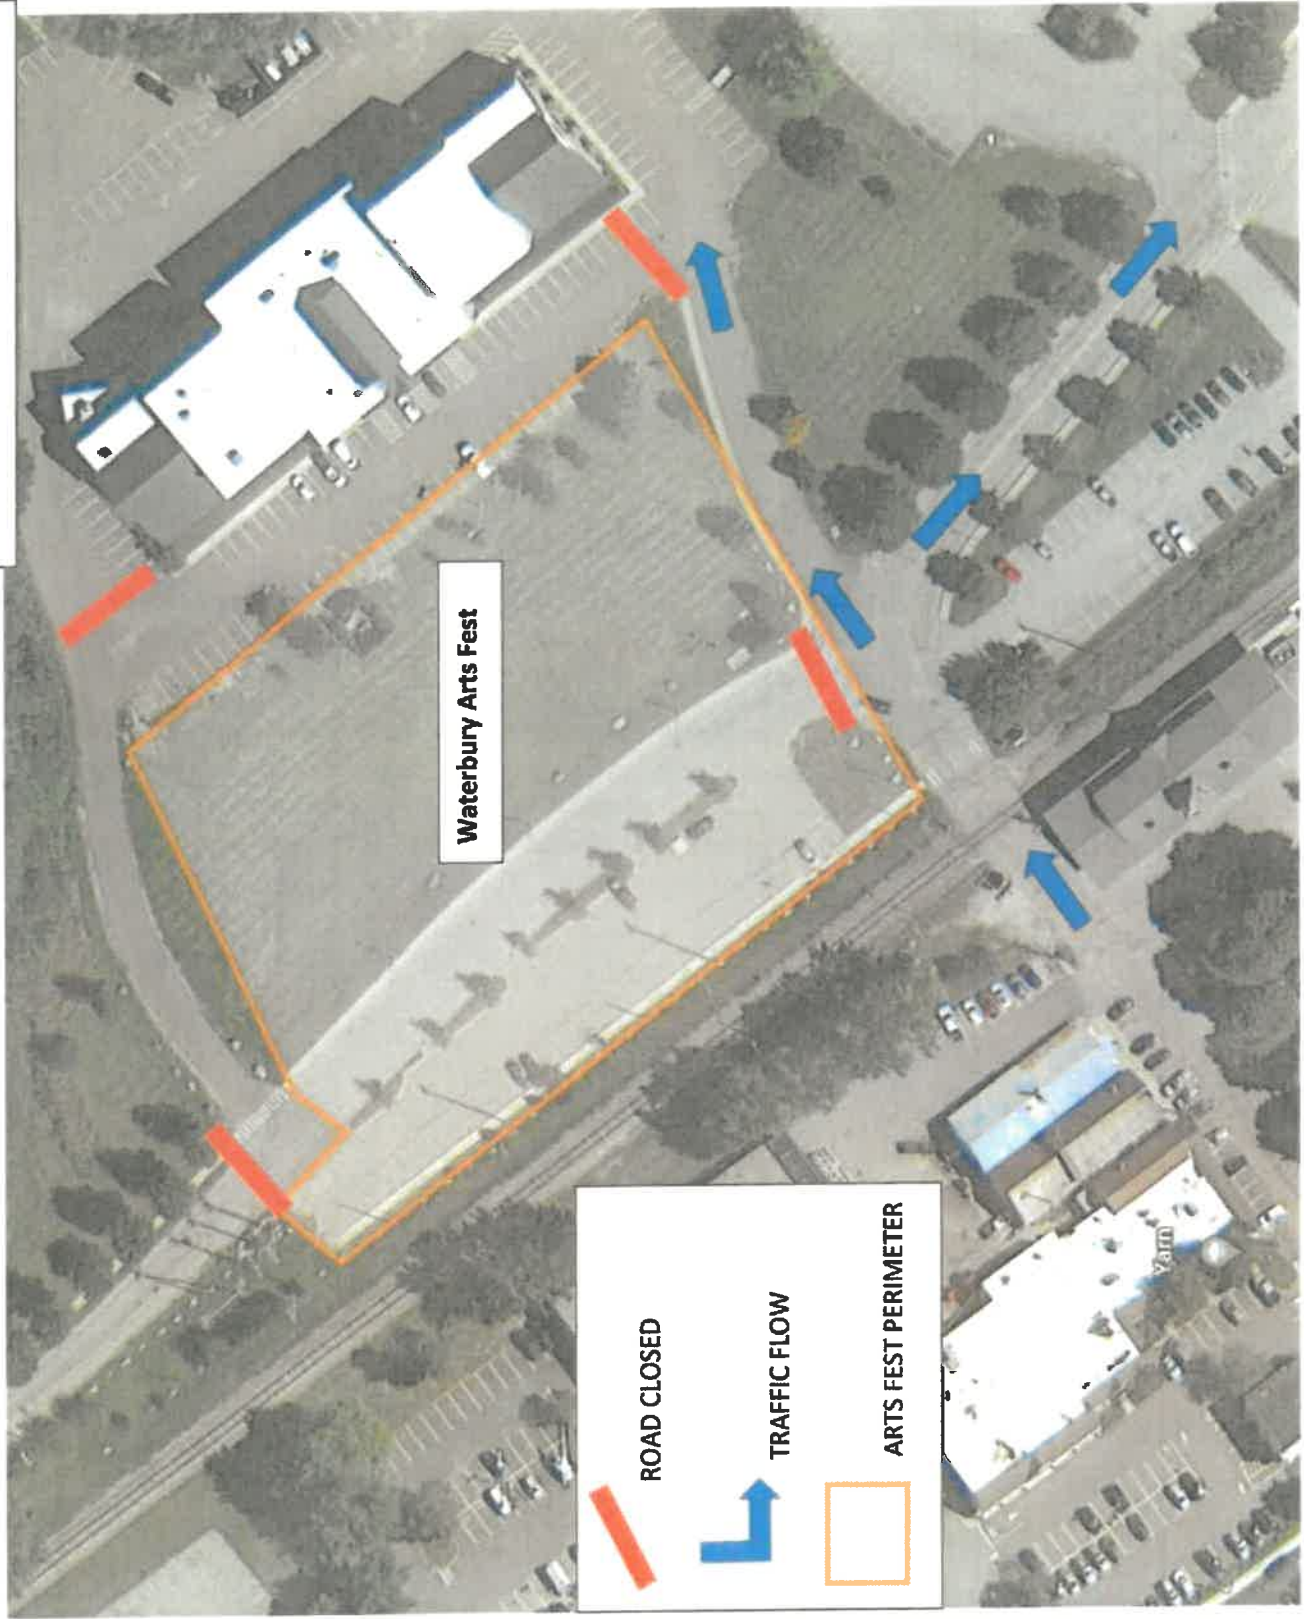 Waterbury Arts Fest
ROAD CLOSED
TRAFFIC FLOW
ARTS FEST PERIMETER
Yarn